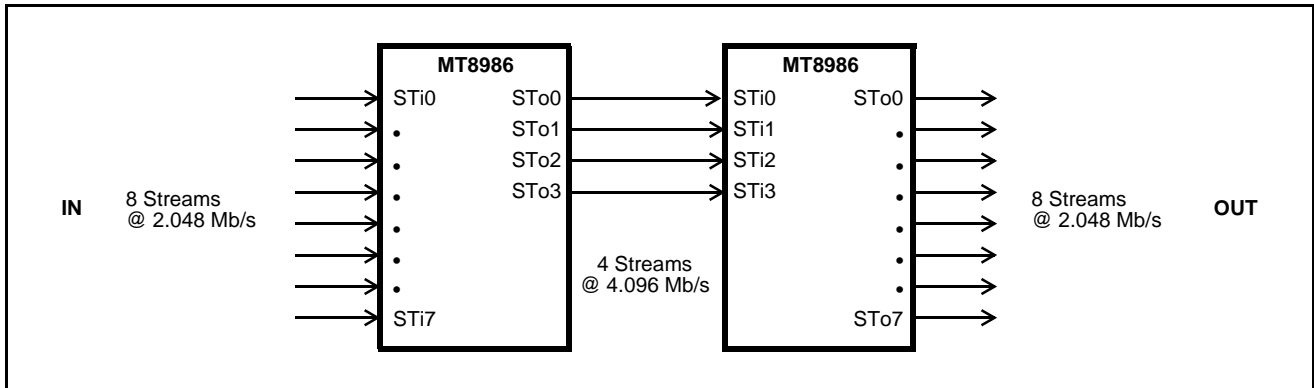 MT8986
MT8986
STi0 STo0
STi0 STo0
STo1
STi1
STo2
STi2
STo3
STi3
IN
8 Streams
@ 2.048 Mb/s
4 Streams
@ 4.096 Mb/s
8 Streams
@ 2.048 Mb/s
OUT
STi7
STo7